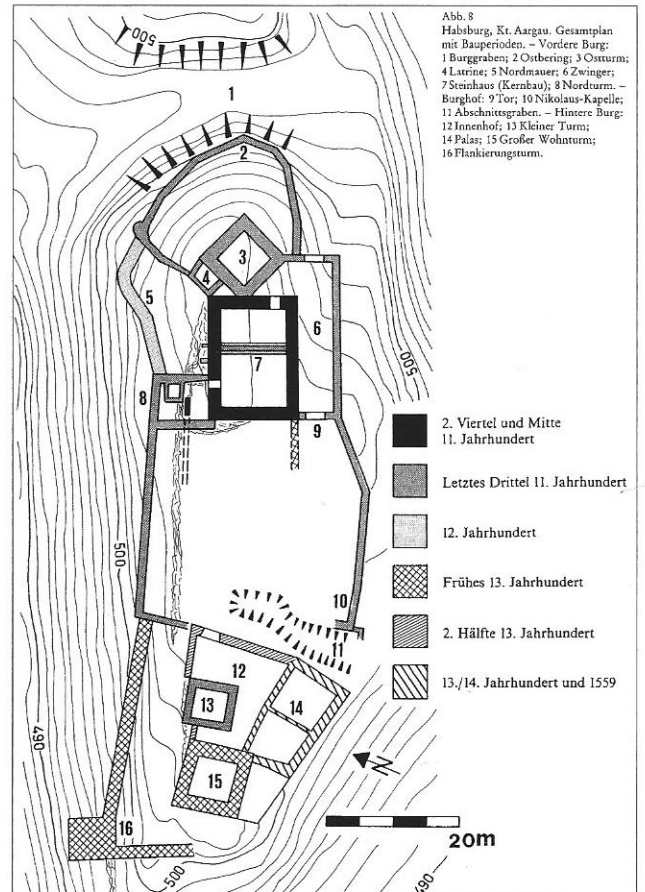 Abb. 8
Habsburg, Kt. Aargau. Gesamtplan
mit Bauperioden. – Vordere Burg:
1 Burggraben; 2 Ostbering; 3 Ostturm;
4 Latrine; 5 Nordmauer; 6 Zwinger;
7 Steinhaus (Kernbau); 8 Nordturm. –
Burghof: 9 Tor; 10 Nikolaus-Kapelle;
11 Abschnittsgraben. – Hintere Burg:
12 Innenhof; 13 Kleiner Turm;
14 Palas; 15 Großer Wohnturm;
16 Flankierungsturm.
500
1
2
3
4
5
6
7
8
9
500
2. Viertel und Mitte
11. Jahrhundert
Letztes Drittel 11. Jahrhundert
12. Jahrhundert
Frühes 13. Jahrhundert
2. Hälfte 13. Jahrhundert
13./14. Jahrhundert und 1559
500
10
11
12
13
14
15
16
490
N
20m
500
490